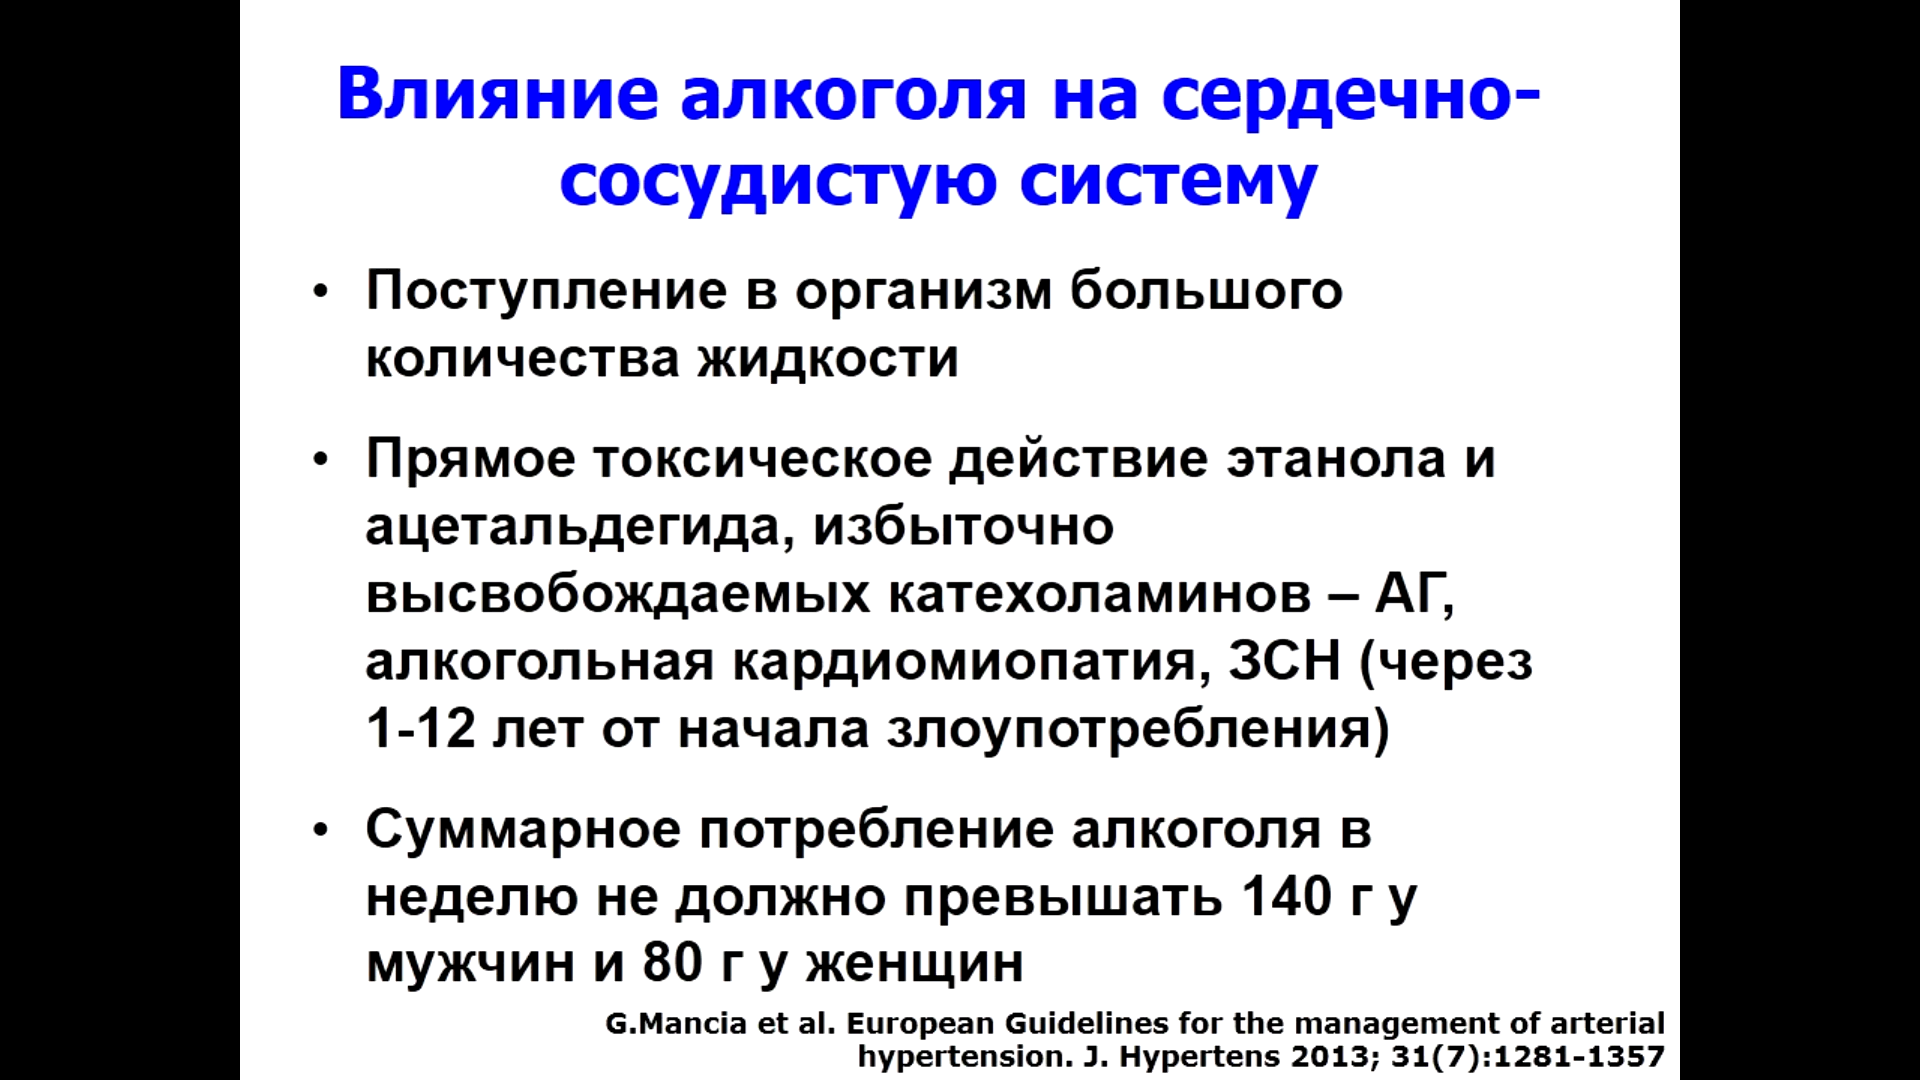 Влияние алкоголя на сердечно-
сосудистую систему
• Поступление в организм большого
количества жидкости
• Прямое токсическое действие этанола и
ацетальдегида, избыточно
высвобождаемых катехоламинов – АГ,
алкогольная кардиомиопатия, ЗСН (через
1-12 лет от начала злоупотребления)
• Суммарное потребление алкоголя в
неделю не должно превышать 140 г у
мужчин и 80 г у женщин
G.Mancia et al. European Guidelines for the management of arterial
hypertension. J. Hypertens 2013; 31(7):1281-1357